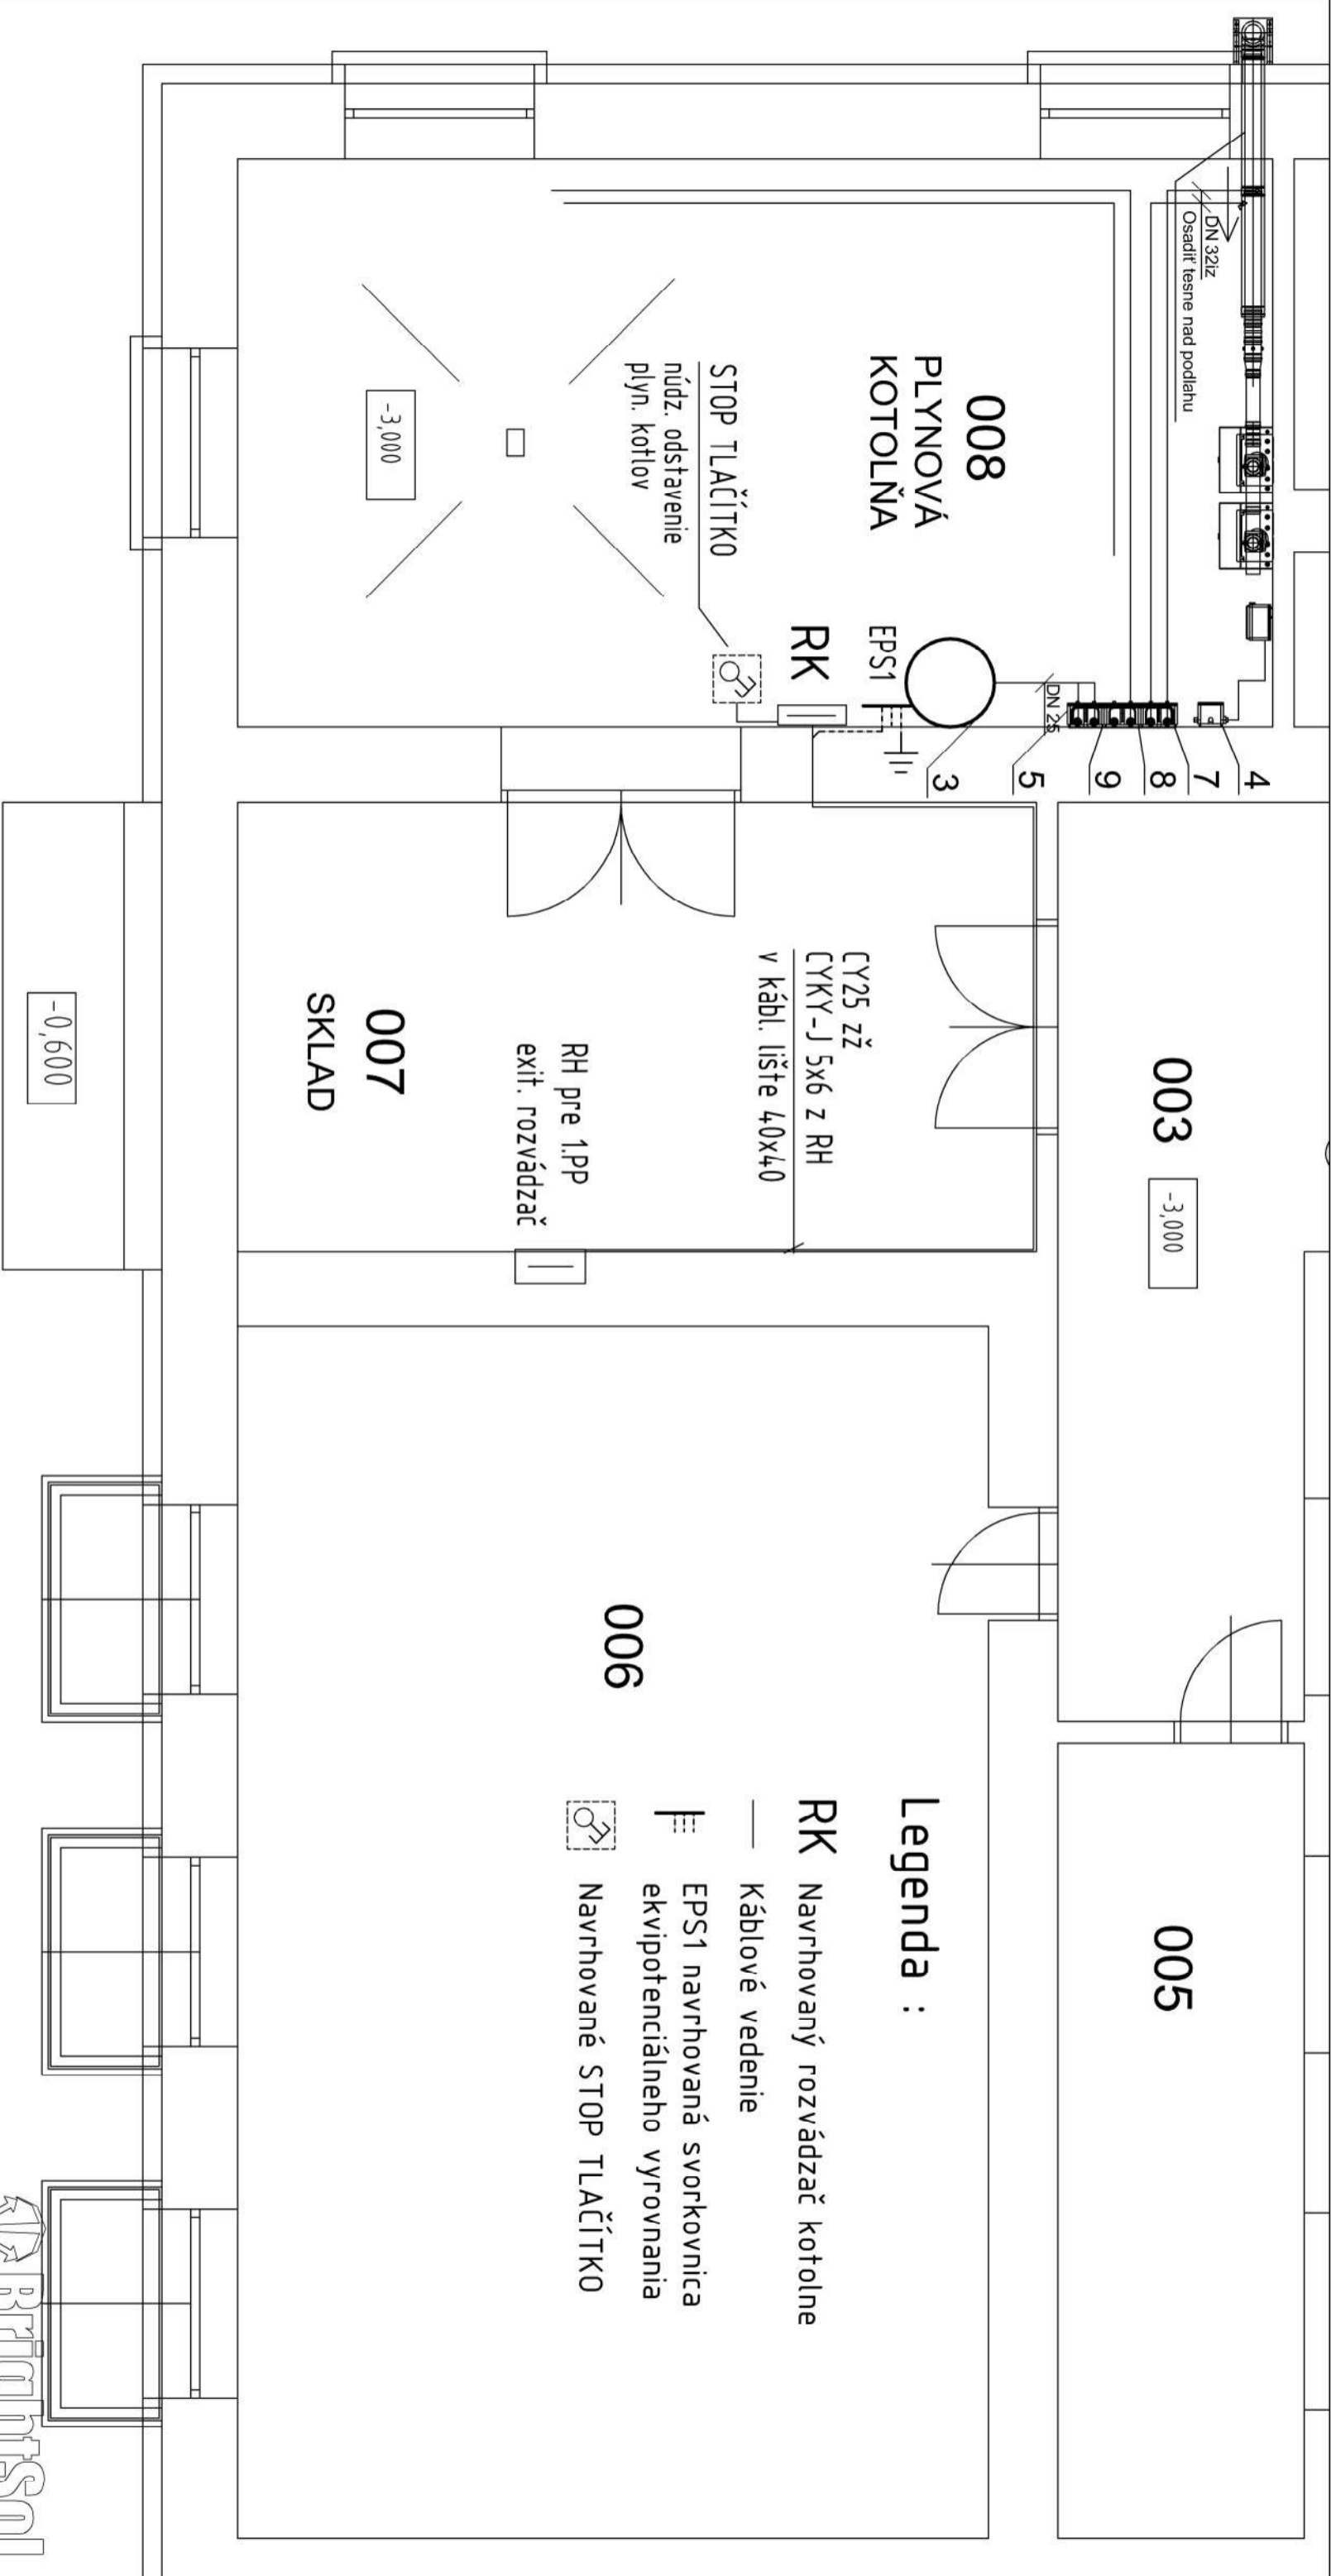 DN 32iz
Osadiť tesne nad podlahu
008
PLYNOVÁ
KOTOLŇA
STOP TLAČÍTKO
núdz. odstavenie
plyn. kotlov
-3,000
EPS1
RK
DN 25
4
7
8
9
5
3
003
-3,000
CY25 zž
CYKY-J 5x6 z RH
v kábl. lište 40x40
RH pre 1.PP
exit. rozvádzač
007
SKLAD
-0,600
005
006
Legenda :
RK Navrhovaný rozvádzač kotolne
Káblové vedenie
EPS1 navrhovaná svorkovnica
ekvipotenciálneho vyrovnania
Navrhované STOP TLAČÍTKO
BrightSol